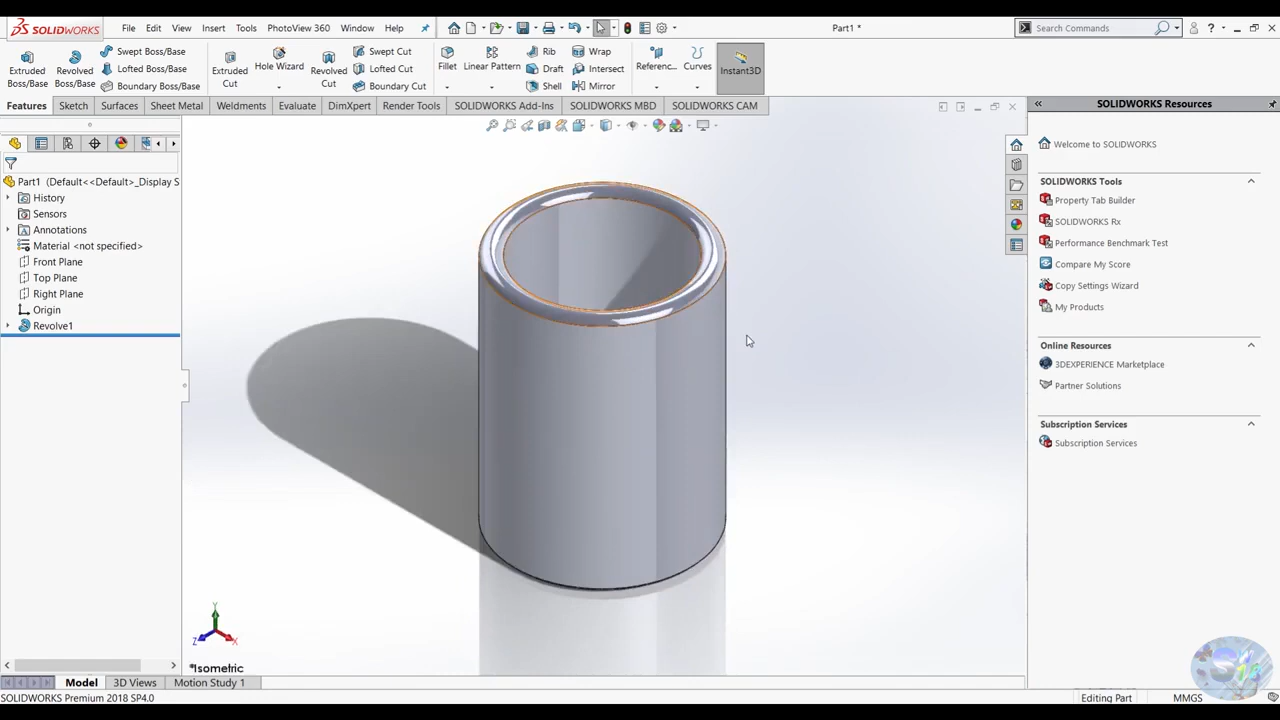 SOLIDWORKS File Edit View Insert Tools PhotoView 360 Window Help Part1 * Search Commands
Extruded Boss/Base
Revolved Boss/Base
Swept Boss/Base
Lofted Boss/Base
Boundary Boss/Base
Extruded Cut
Hole Wizard
Revolved Cut
Swept Cut
Lofted Cut
Boundary Cut
Fillet
Linear Pattern
Rib
Draft
Shell
Wrap
Intersect
Mirror
Referenc...
Curves
Instant3D
Features Sketch Surfaces Sheet Metal Weldments Evaluate DimXpert Render Tools SOLIDWORKS Add-Ins SOLIDWORKS MBD SOLIDWORKS CAM
Part1 (Default<<Default>_Display S
History
Sensors
Annotations
Material <not specified>
Front Plane
Top Plane
Right Plane
Origin
Revolve1
Y
Z
X
*Isometric
SOLIDWORKS Resources
Welcome to SOLIDWORKS
SOLIDWORKS Tools
Property Tab Builder
SOLIDWORKS Rx
Performance Benchmark Test
Compare My Score
Copy Settings Wizard
My Products
Online Resources
3DEXPERIENCE Marketplace
Partner Solutions
Subscription Services
Subscription Services
Model 3D Views Motion Study 1
SOLIDWORKS Premium 2018 SP4.0 Editing Part MMGS